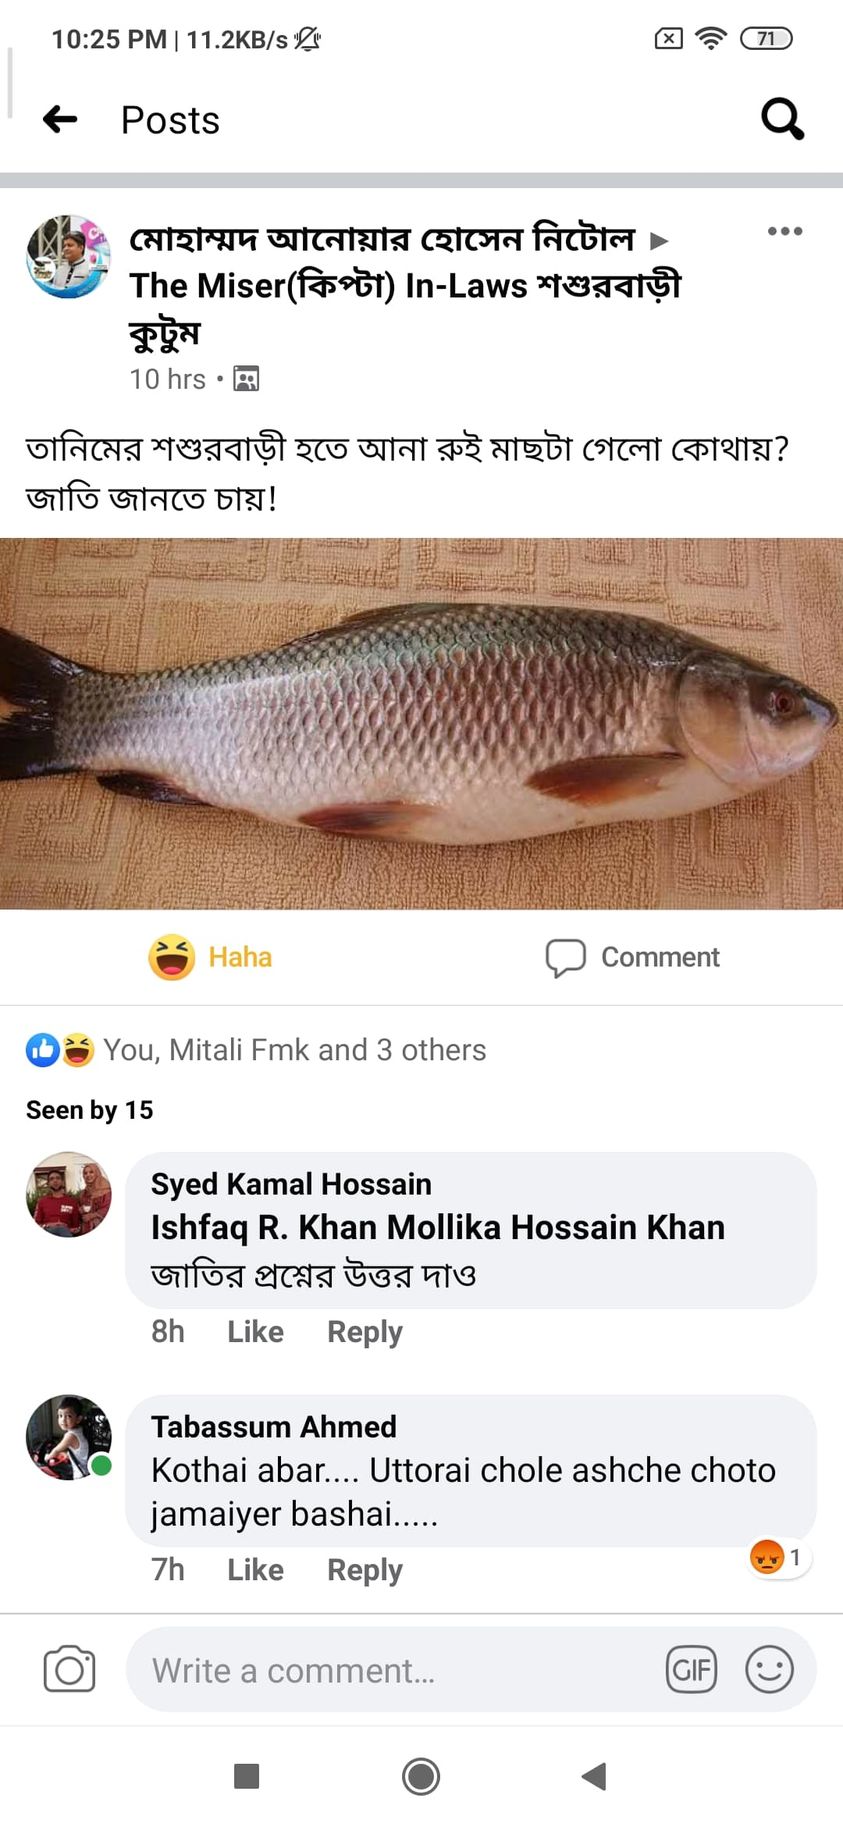 10:25 PM | 11.2KB/s
71
Posts
মোহাম্মদ আনোয়ার হোসেন নিটোল ▶
The Miser(কিপ্টা) In-Laws শশুরবাড়ী
কুটুম
10 hrs •
তানিমের শশুরবাড়ী হতে আনা রুই মাছটা গেলো কোথায়?
জাতি জানতে চায়!
Haha
Comment
You, Mitali Fmk and 3 others
Seen by 15
Syed Kamal Hossain
Ishfaq R. Khan Mollika Hossain Khan
জাতির প্রশ্নের উত্তর দাও
8h Like Reply
Tabassum Ahmed
Kothai abar.... Uttorai chole ashche choto
jamaiyer bashai.....
7h Like Reply
1
Write a comment...
GIF